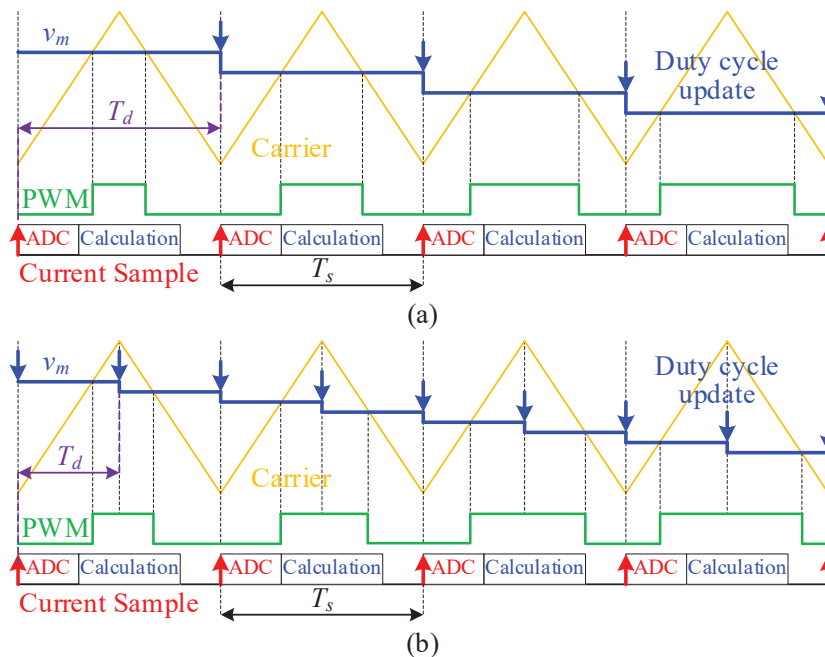 v_m
Duty cycle
update
T_d
Carrier
PWM
ADC Calculation ADC Calculation ADC Calculation ADC Calculation
Current Sample
T_s
(a)
v_m
Duty cycle
update
T_d
Carrier
PWM
ADC Calculation ADC Calculation ADC Calculation ADC Calculation
Current Sample
T_s
(b)